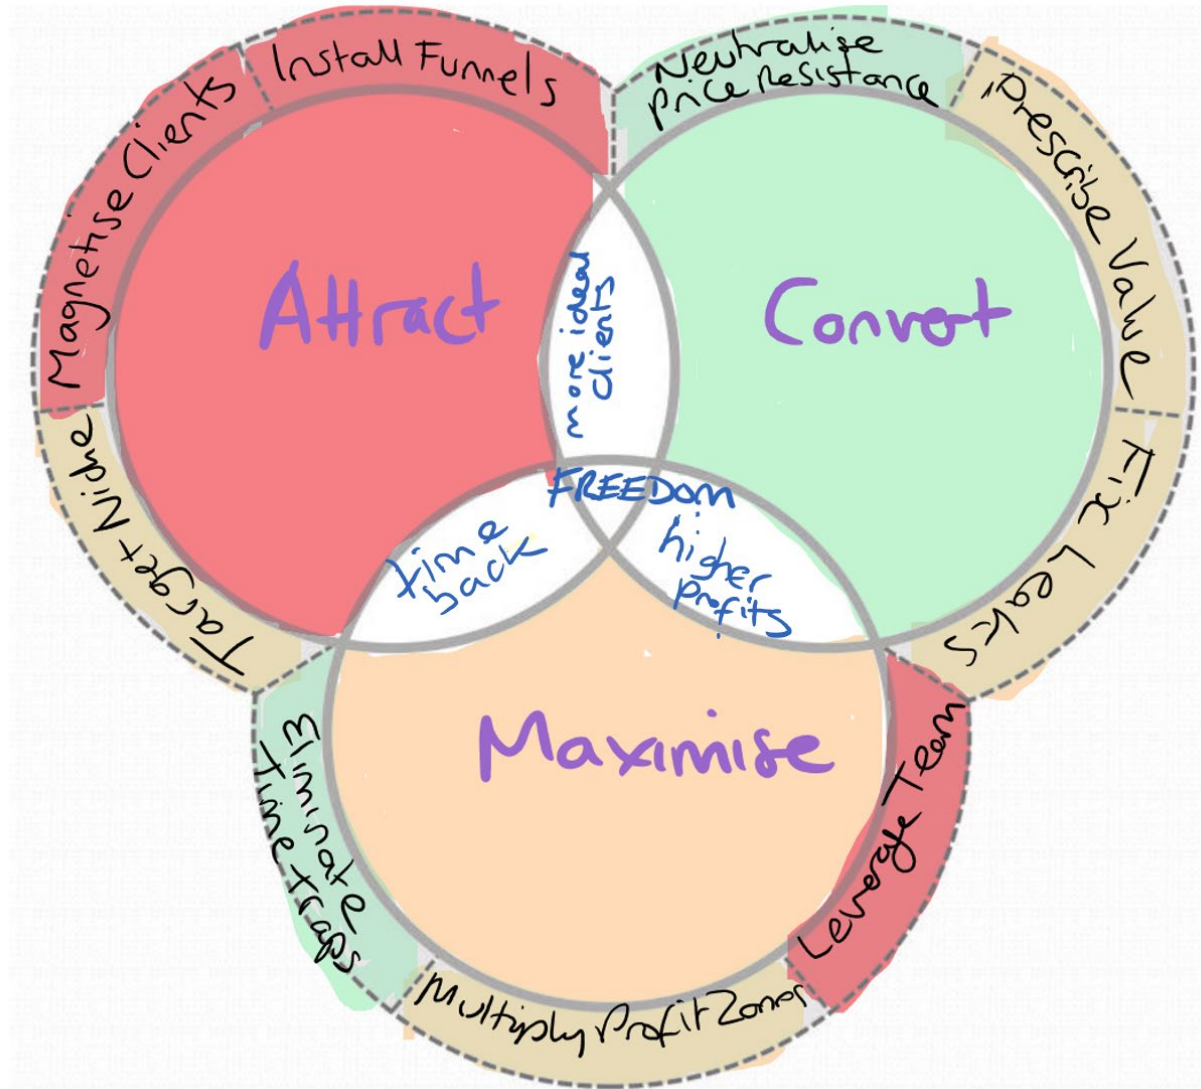 Install Funnels
Magnetise Clients
Target Niche
Neutralise
Price Resistance
Prescribe Value
Fix Leaks
Attract
Convert
more ideal
clients
FREEDOM
time
back
higher
profits
Maximise
Eliminate
Time traps
Multiply Profit Zones
Leverage Team